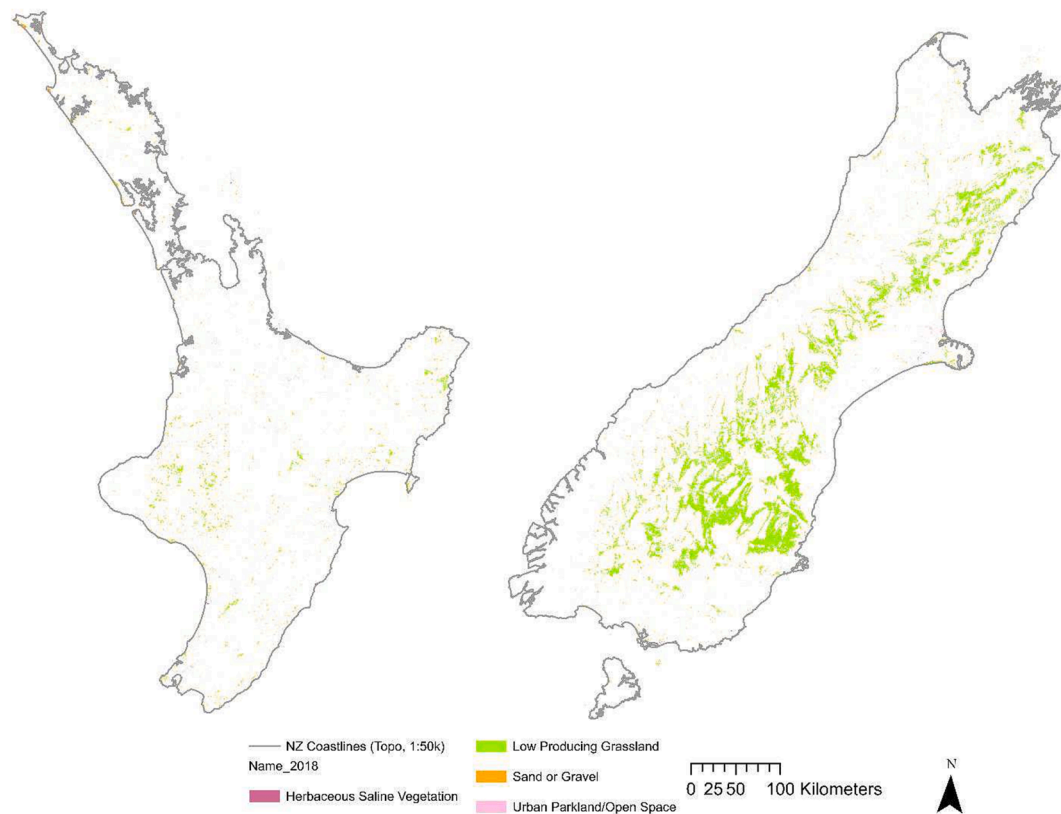 NZ Coastlines (Topo, 1:50k)
Name_2018
Herbaceous Saline Vegetation
Low Producing Grassland
Sand or Gravel
Urban Parkland/Open Space
0 25 50 100 Kilometers
N